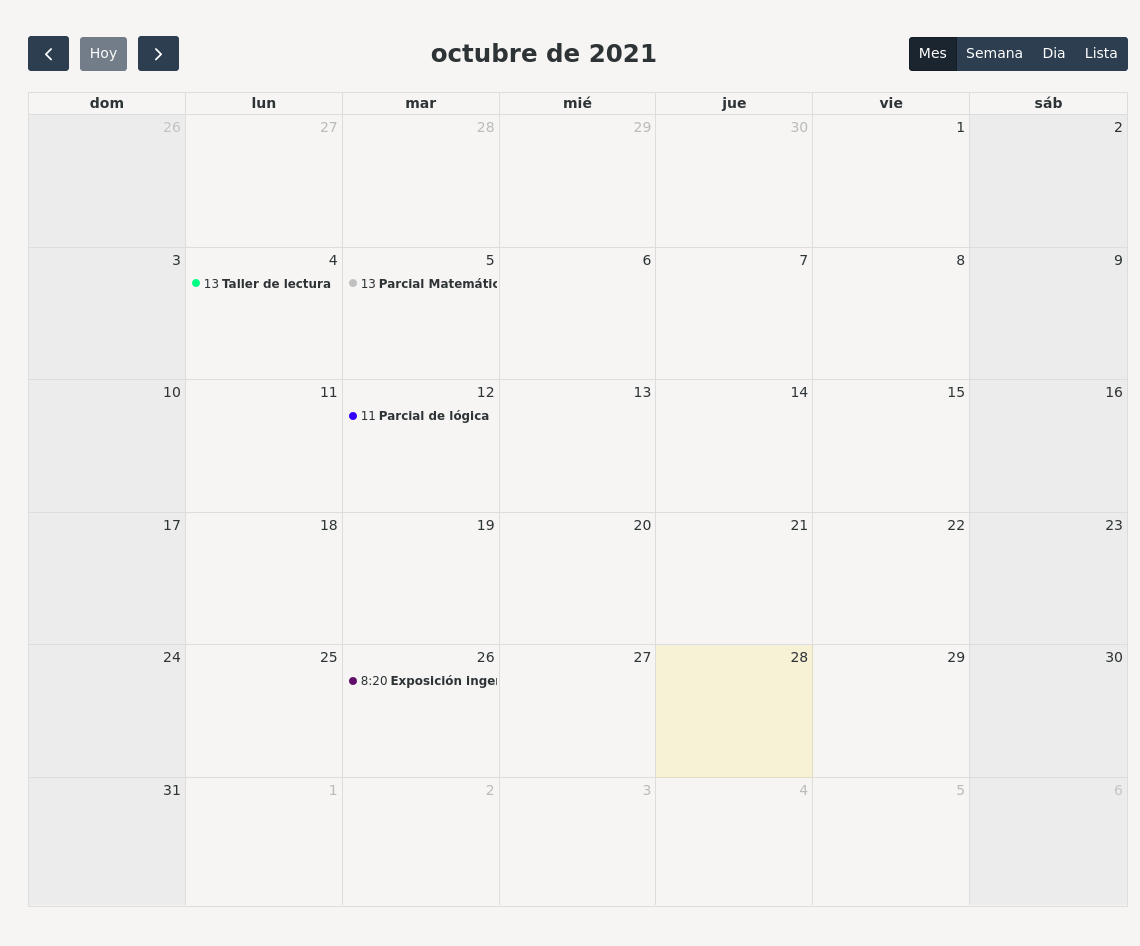 Hoy
octubre de 2021
Mes Semana Dia Lista
dom lun mar mié jue vie sáb
26 27 28 29 30 1 2
3 4 5 6 7 8 9
13 Taller de lectura 13 Parcial
10 11 12 13 14 15 16
11 Parcial de lógica
17 18 19 20 21 22 23
24 25 26 27 28 29 30
8:20 Exposición
31 1 2 3 4 5 6